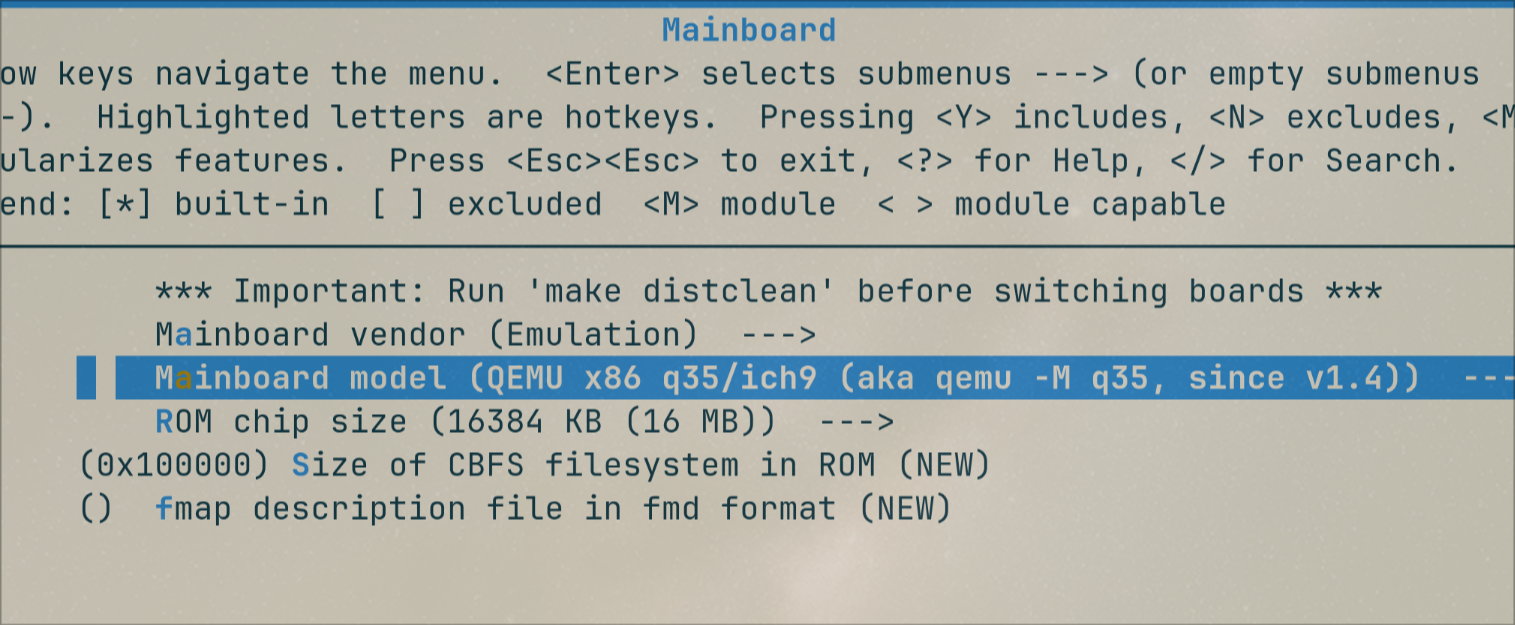 Mainboard
ow keys navigate the menu.  <Enter> selects submenus ---> (or empty submenus
-).  Highlighted letters are hotkeys.  Pressing <Y> includes, <N> excludes, <M
ularizes features.  Press <Esc><Esc> to exit, <?> for Help, </> for Search.
end: [*] built-in  [ ] excluded  <M> module  < > module capable
*** Important: Run 'make distclean' before switching boards ***
Mainboard vendor (Emulation)  --->
Mainboard model (QEMU x86 q35/ich9 (aka qemu -M q35, since v1.4))  ---
ROM chip size (16384 KB (16 MB))  --->
(0x100000) Size of CBFS filesystem in ROM (NEW)
()  fmap description file in fmd format (NEW)